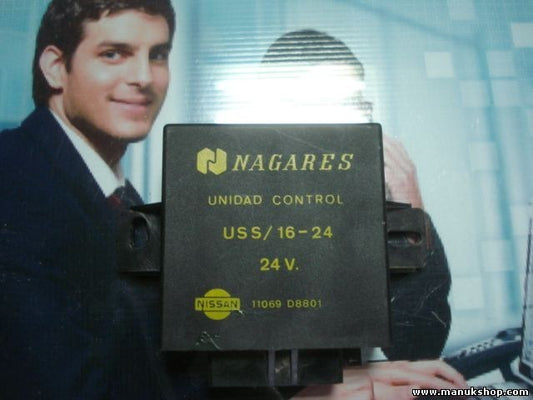 NAGARES
UNIDAD CONTROL
USS/16-24
24 V.
NISSAN 11069 D8801
www.manukshop.com